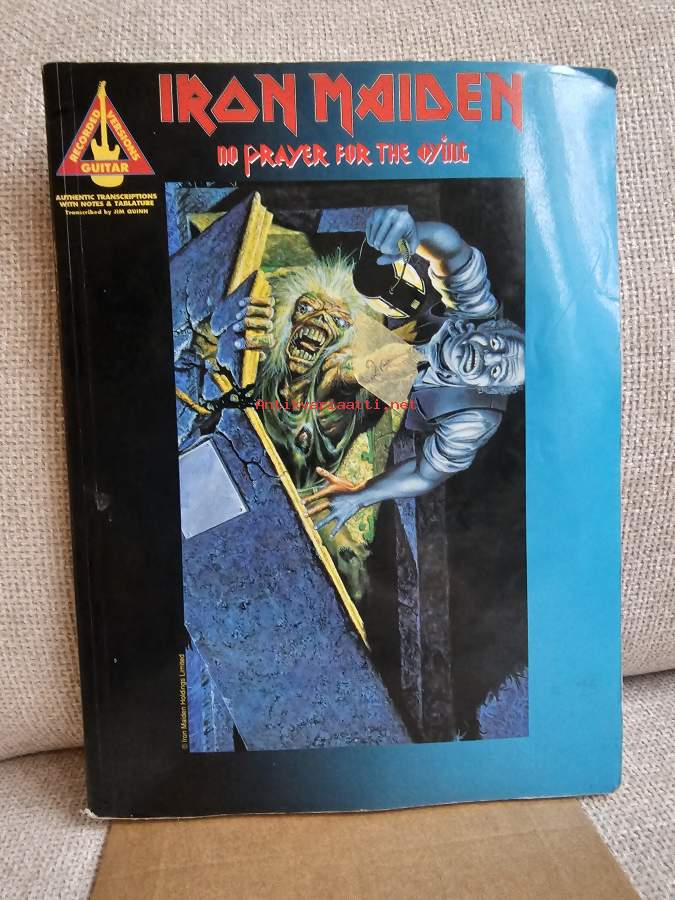 IRON MAIDEN
NO PRAYER FOR THE DYING
RECORDED VERSIONS
GUITAR
AUTHENTIC TRANSCRIPTIONS
WITH NOTES & TABLATURE
Transcribed by JIM QUINN
Antikvariaatti.net
© Iron Maiden Holdings Limited